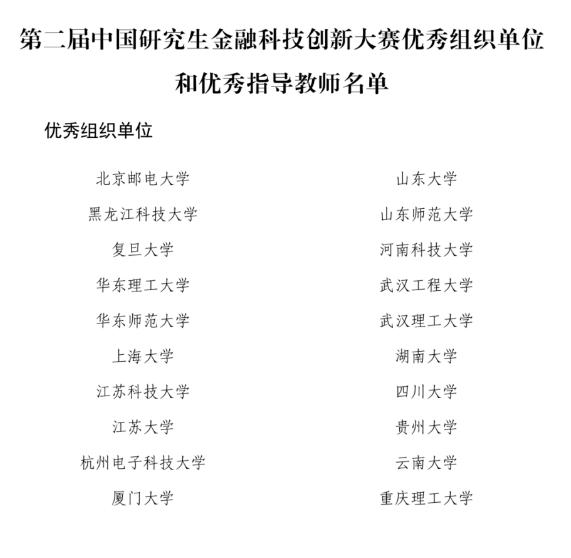 第二届中国研究生金融科技创新大赛优秀组织单位
和优秀指导教师名单
优秀组织单位
北京邮电大学 山东大学
黑龙江科技大学 山东师范大学
复旦大学 河南科技大学
华东理工大学 武汉工程大学
华东师范大学 武汉理工大学
上海大学 湖南大学
江苏科技大学 四川大学
江苏大学 贵州大学
杭州电子科技大学 云南大学
厦门大学 重庆理工大学